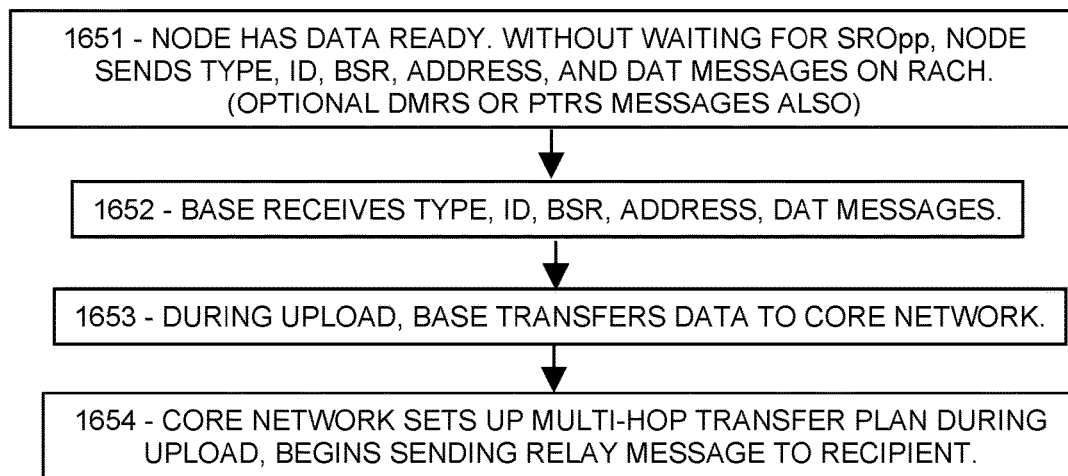 1651 - NODE HAS DATA READY. WITHOUT WAITING FOR SROpp, NODE
SENDS TYPE, ID, BSR, ADDRESS, AND DAT MESSAGES ON RACH.
(OPTIONAL DMRS OR PTRS MESSAGES ALSO)
1652 - BASE RECEIVES TYPE, ID, BSR, ADDRESS, DAT MESSAGES.
1653 - DURING UPLOAD, BASE TRANSFERS DATA TO CORE NETWORK.
1654 - CORE NETWORK SETS UP MULTI-HOP TRANSFER PLAN DURING
UPLOAD, BEGINS SENDING RELAY MESSAGE TO RECIPIENT.